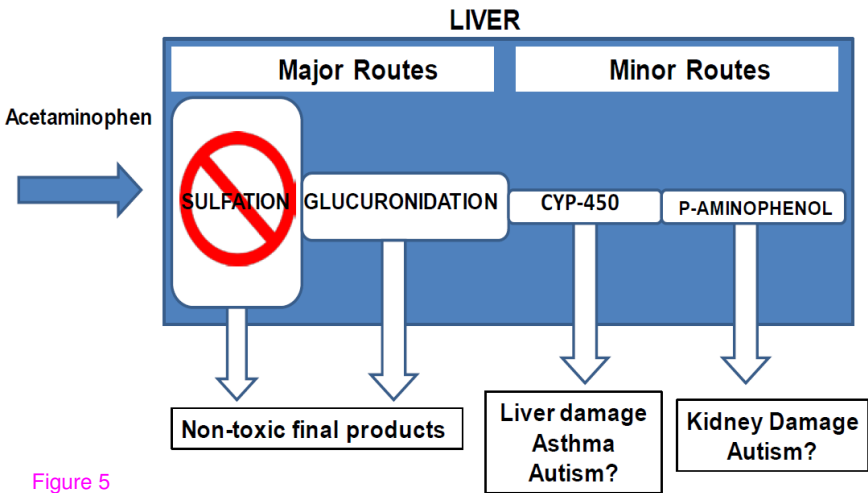 LIVER
Major Routes
Minor Routes
Acetaminophen
SULFATION
GLUCURONIDATION
CYP-450
P-AMINOPHENOL
Non-toxic final products
Liver damage
Asthma
Autism?
Kidney Damage
Autism?
Figure 5